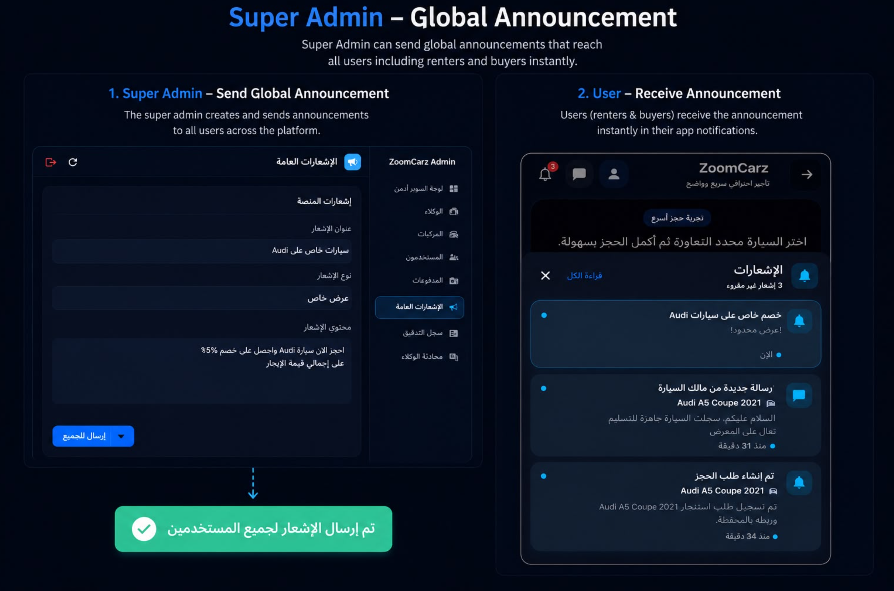 Super Admin – Global Announcement
Super Admin can send global announcements that reach
all users including renters and buyers instantly.
1. Super Admin – Send Global Announcement
The super admin creates and sends announcements
to all users across the platform.
ZoomCarz Admin
لوحة السوبر أدمن
الوكلاء
المركبات
المستخدمون
المدفوعات
الإشعارات العامة
سجل التدقيق
محادثة الوكلاء
الإشعارات العامة
إشعارات المنصة
عنوان الإشعار
سيارات خاص على Audi
نوع الإشعار
عرض خاص
محتوي الإشعار
احجز الان سيارة Audi واحصل على خصم 5%
على إجمالي قيمة الإيجار
إرسال للجميع
تم إرسال الإشعار لجميع المستخدمين
2. User – Receive Announcement
Users (renters & buyers) receive the announcement
instantly in their app notifications.
3
ZoomCarz
تأجير احترافي سريع وواضح
تجربة حجز أسرع
اختر السيارة محدد التعاورة ثم أكمل الحجز بسهولة.
الإشعارات
3 إشعار غير مقروء
قراءة الكل
خصم خاص على سيارات Audi
عرض محدود!
الإن
رسالة جديدة من مالك السيارة
Audi A5 Coupe 2021
السلام عليكم، سجلت السيارة جاهزة للتسليم
تعال على المعرض
منذ 31 دقيقة
تم إنشاء طلب الحجز
Audi A5 Coupe 2021
تم تسجيل طلب استئجار Audi A5 Coupe 2021
وربطه بالمحفظة.
منذ 34 دقيقة